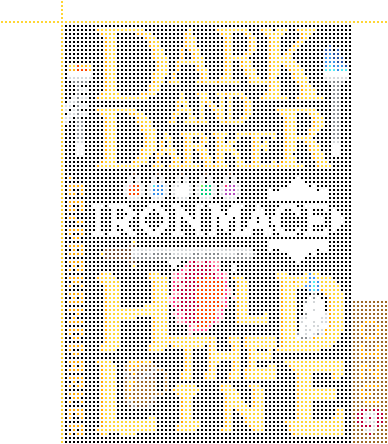 DARK
AND
DARKER
IRONMACE
HOLD
THE
LINE